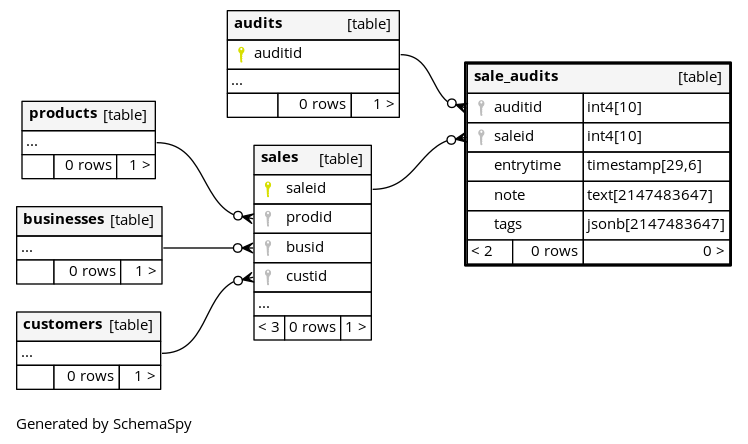 audits [table]
auditid
...
0 rows 1 >
sale_audits [table]
auditid int4[10]
saleid int4[10]
entrytime timestamp[29,6]
note text[2147483647]
tags jsonb[2147483647]
< 2 0 rows 0 >
products [table]
...
0 rows 1 >
sales [table]
saleid
prodid
busid
custid
...
< 3 0 rows 1 >
businesses [table]
...
0 rows 1 >
customers [table]
...
0 rows 1 >
Generated by SchemaSpy